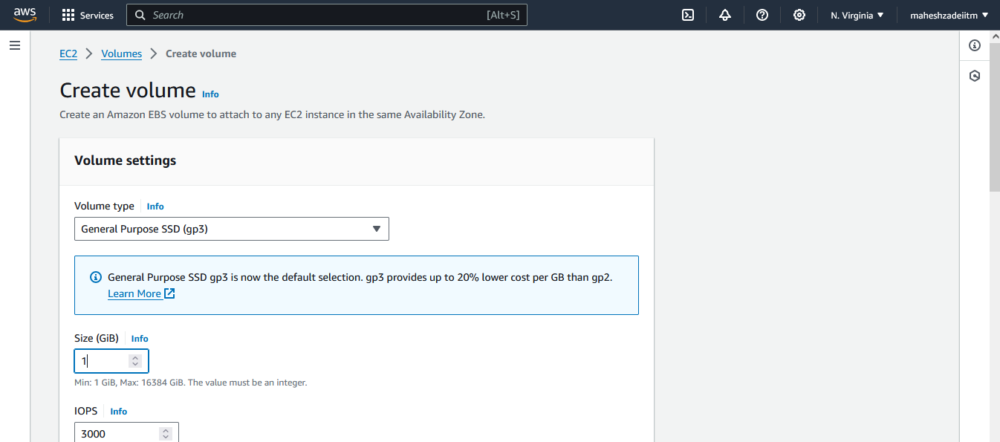 aws
Services
Search
[Alt+S]
N. Virginia
maheshzadeiitm
EC2
Volumes
Create volume
Create volume Info
Create an Amazon EBS volume to attach to any EC2 instance in the same Availability Zone.
Volume settings
Volume type Info
General Purpose SSD (gp3)
General Purpose SSD gp3 is now the default selection. gp3 provides up to 20% lower cost per GB than gp2.
Learn More
Size (GiB) Info
1
Min: 1 GiB, Max: 16384 GiB. The value must be an integer.
IOPS Info
3000